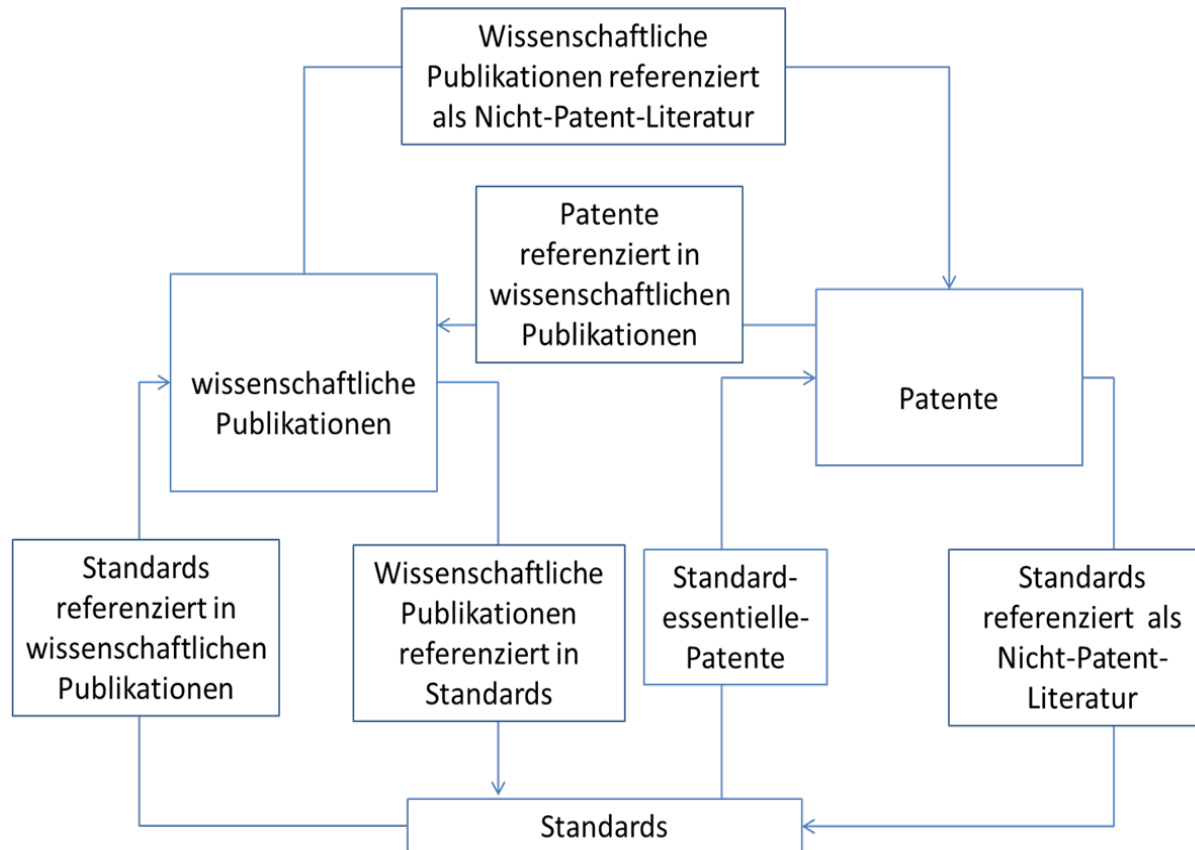 Wissenschaftliche
Publikationen referenziert
als Nicht-Patent-Literatur
Patente
referenziert in
wissenschaftlichen
Publikationen
wissenschaftliche
Publikationen
Patente
Standards
referenziert in
wissenschaftlichen
Publikationen
Wissenschaftliche
Publikationen
referenziert in
Standards
Standard-
essentielle-
Patente
Standards
referenziert als
Nicht-Patent-
Literatur
Standards